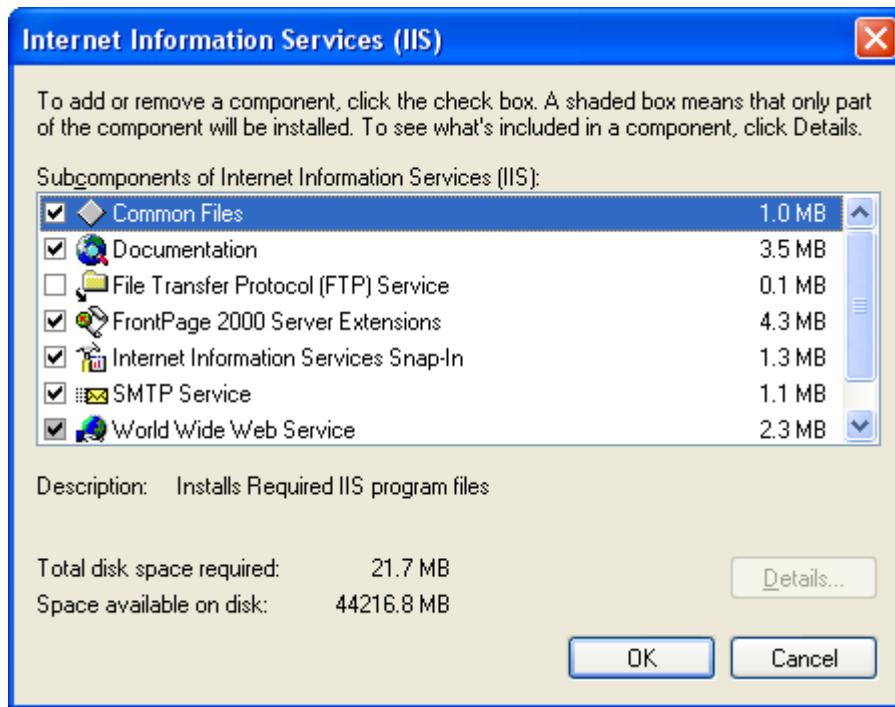 Internet Information Services (IIS)
To add or remove a component, click the check box. A shaded box means that only part
of the component will be installed. To see what's included in a component, click Details.
Subcomponents of Internet Information Services (IIS):
Common Files 1.0 MB
Documentation 3.5 MB
File Transfer Protocol (FTP) Service 0.1 MB
FrontPage 2000 Server Extensions 4.3 MB
Internet Information Services Snap-In 1.3 MB
SMTP Service 1.1 MB
World Wide Web Service 2.3 MB
Description: Installs Required IIS program files
Total disk space required: 21.7 MB
Details...
Space available on disk: 44216.8 MB
OK Cancel